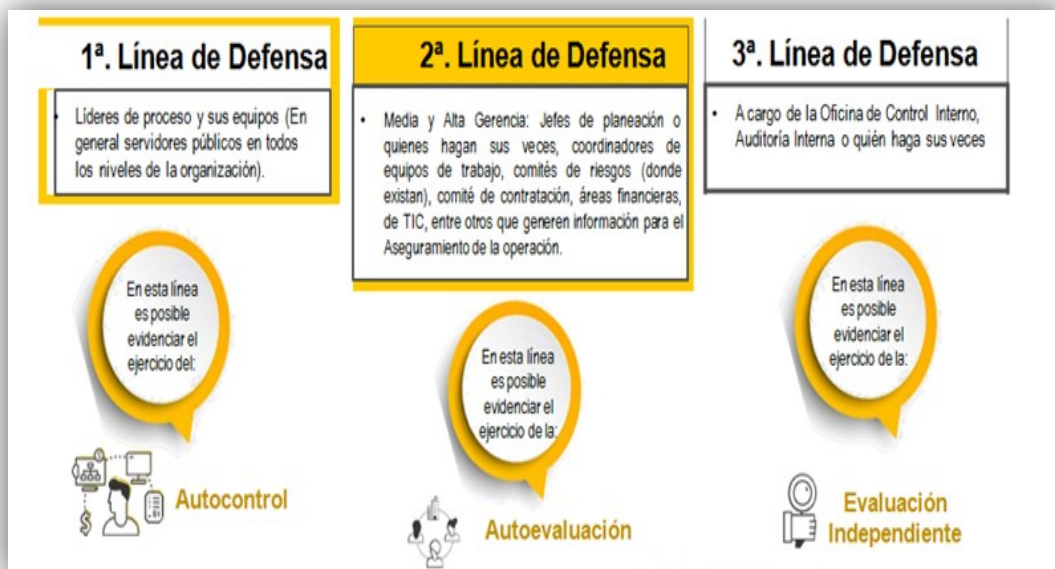 1ª. Línea de Defensa
• Líderes de proceso y sus equipos (En
general servidores públicos en todos
los niveles de la organización).
En esta línea
es posible
evidenciar el
ejercicio del:
Autocontrol
2ª. Línea de Defensa
• Media y Alta Gerencia: Jefes de planeación o
quienes hagan sus veces, coordinadores de
equipos de trabajo, comités de riesgos (donde
existan), comité de contratación, áreas financieras,
de TIC, entre otros que generen información para el
Aseguramiento de la operación.
En esta línea
es posible
evidenciar el
ejercicio de la:
Autoevaluación
3ª. Línea de Defensa
• A cargo de la Oficina de Control Interno,
Auditoría Interna o quién haga sus veces
En esta línea
es posible
evidenciar el
ejercicio de la:
Evaluación
Independiente